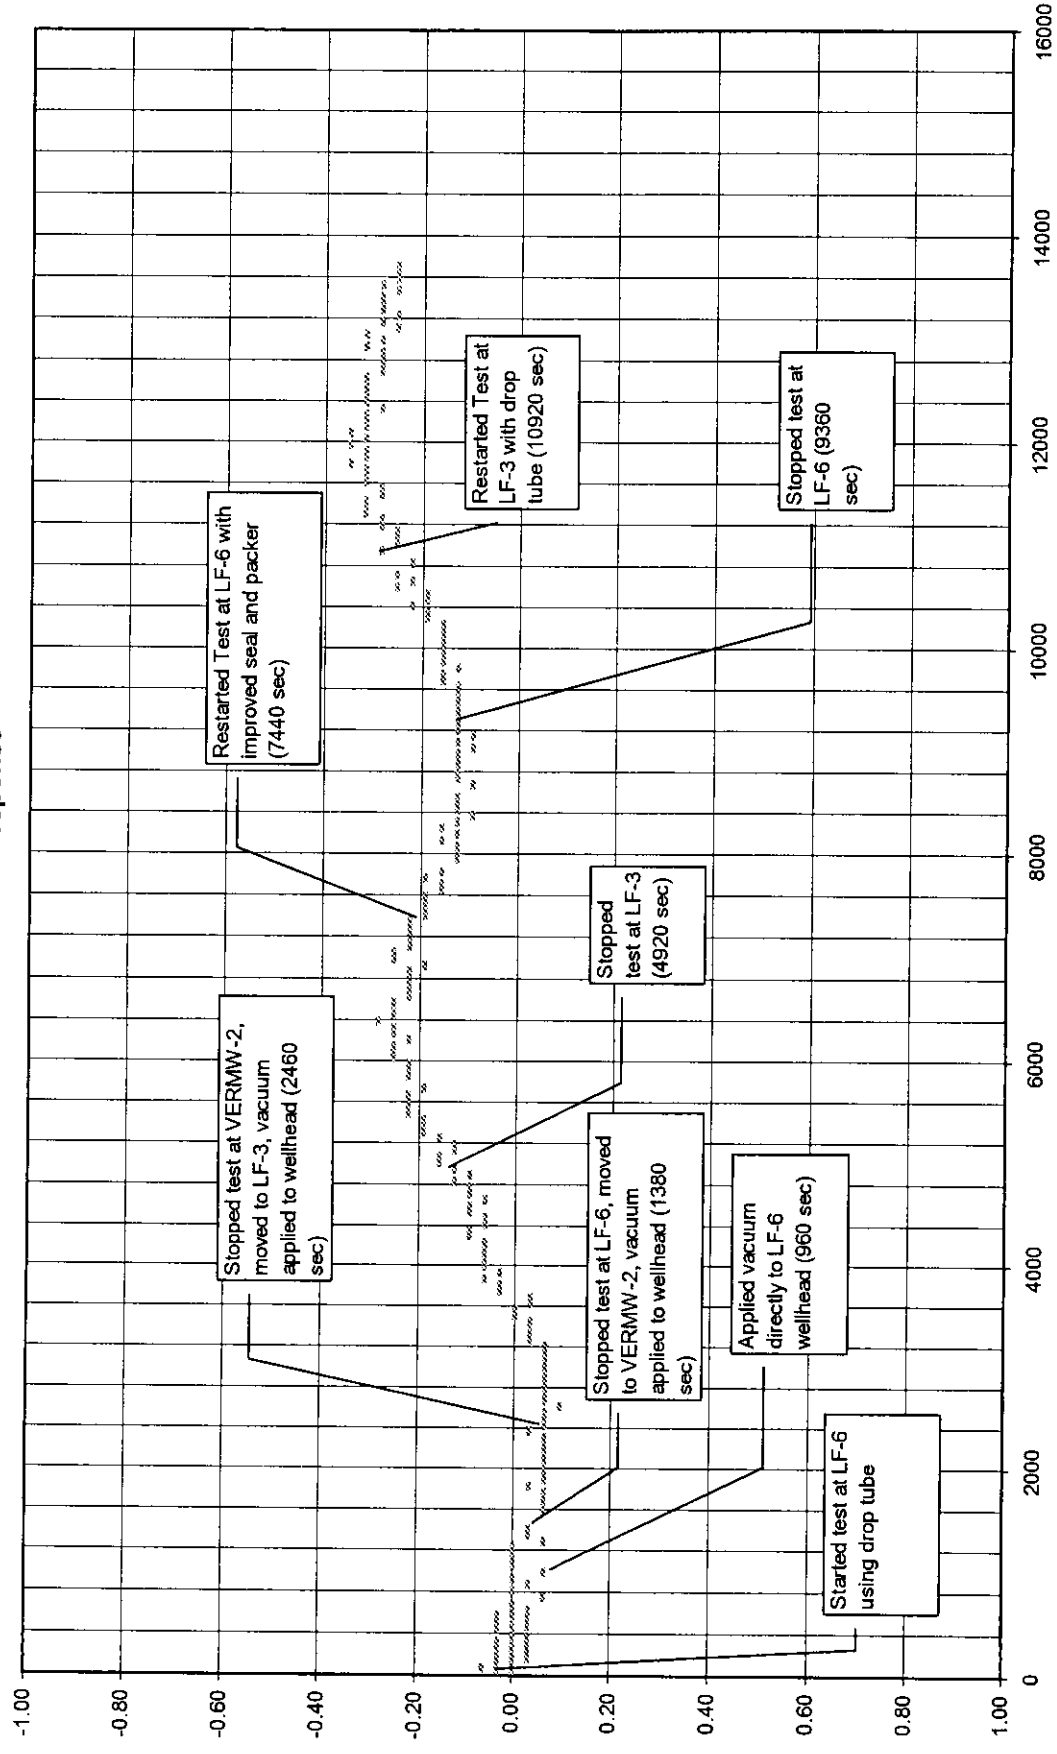 -1.00
-0.80
-0.60
-0.40
-0.20
0.00
0.20
0.40
0.60
0.80
1.00
0
2000
4000
6000
8000
10000
12000
14000
16000
Started test at LF-6
using drop tube
Applied vacuum
directly to LF-6
wellhead (960 sec)
Stopped test at LF-6, moved
to VERMW-2, vacuum
applied to wellhead (1380
sec)
Stopped test at VERMW-2,
moved to LF-3, vacuum
applied to wellhead (2460
sec)
Stopped
test at LF-3
(4920 sec)
Restarted Test at LF-6 with
improved seal and packer
(7440 sec)
Stopped test at
LF-6 (9360
sec)
Restarted Test at
LF-3 with drop
tube (10920 sec)